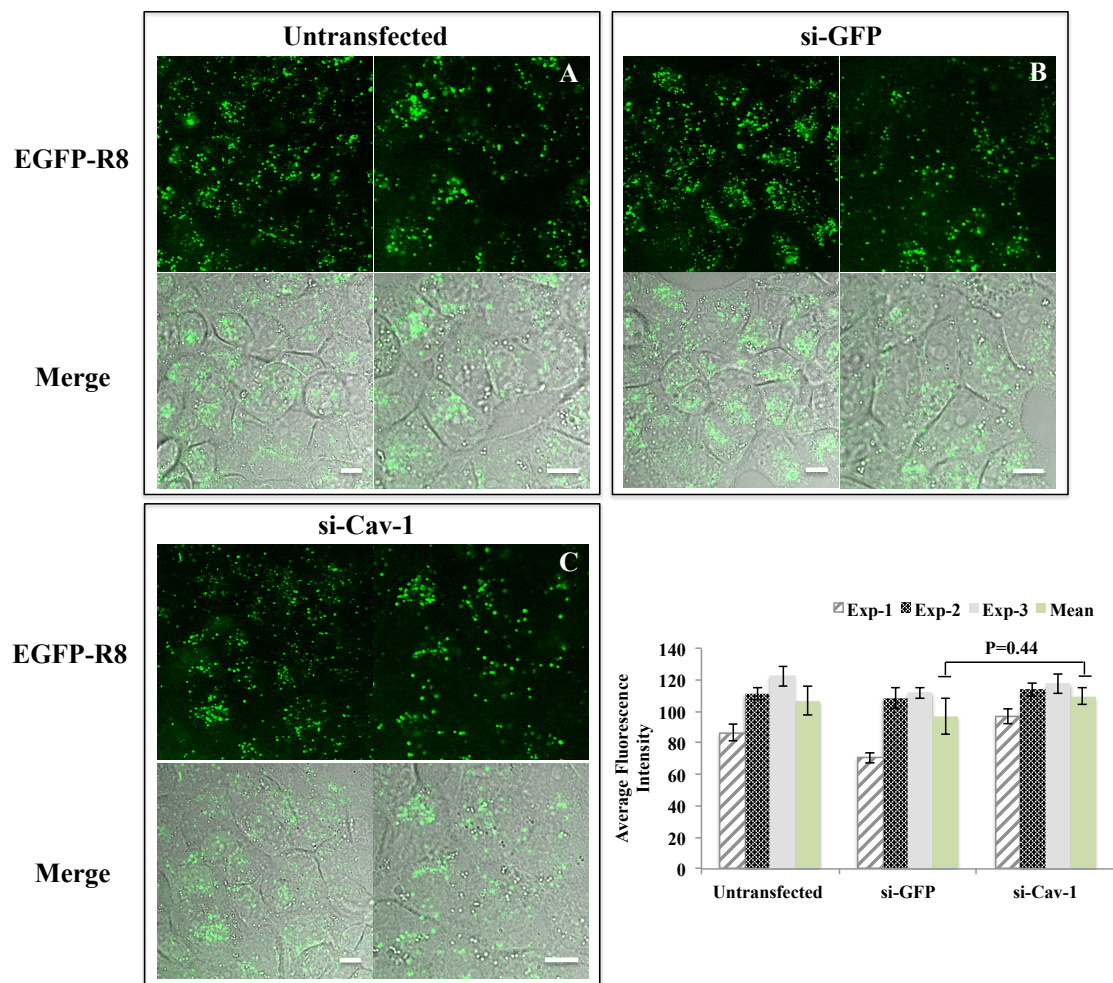 Untransfected
si-GFP
A
B
EGFP-R8
Merge
si-Cav-1
C
EGFP-R8
Merge
Exp-1 Exp-2 Exp-3 Mean
P=0.44
Average Fluorescence
Intensity
140
120
100
80
60
40
20
0
Untransfected si-GFP si-Cav-1